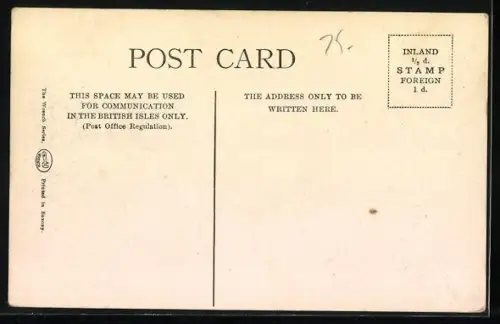 POST CARD
75.
INLAND
½ d.
STAMP
FOREIGN
1 d.
THIS SPACE MAY BE USED
FOR COMMUNICATION
IN THE BRITISH ISLES ONLY.
(Post Office Regulation).
THE ADDRESS ONLY TO BE
WRITTEN HERE.
The Wrench Series,
Printed in Saxony.